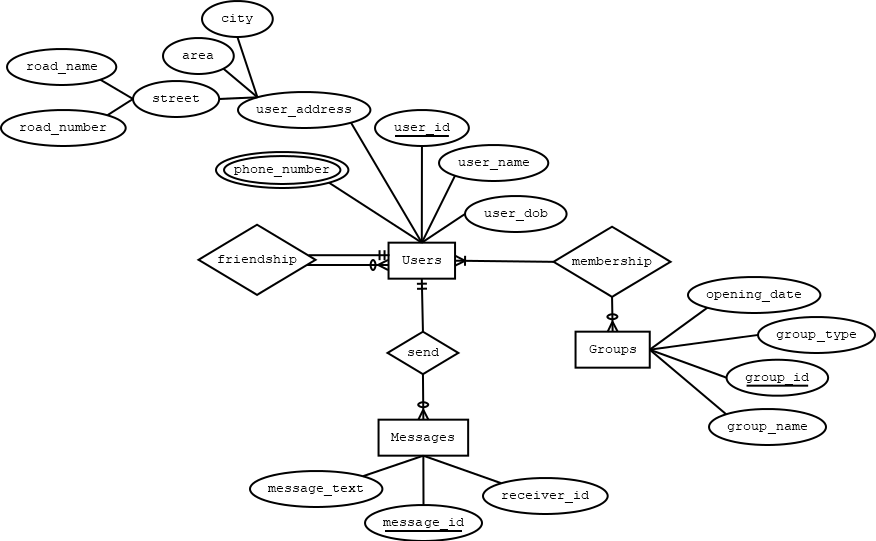 city
area
road_name
street
user_address
road_number
user_id
user_name
phone_number
user_dob
friendship
Users
membership
opening_date
group_type
send
Groups
group_id
group_name
Messages
message_text
receiver_id
message_id